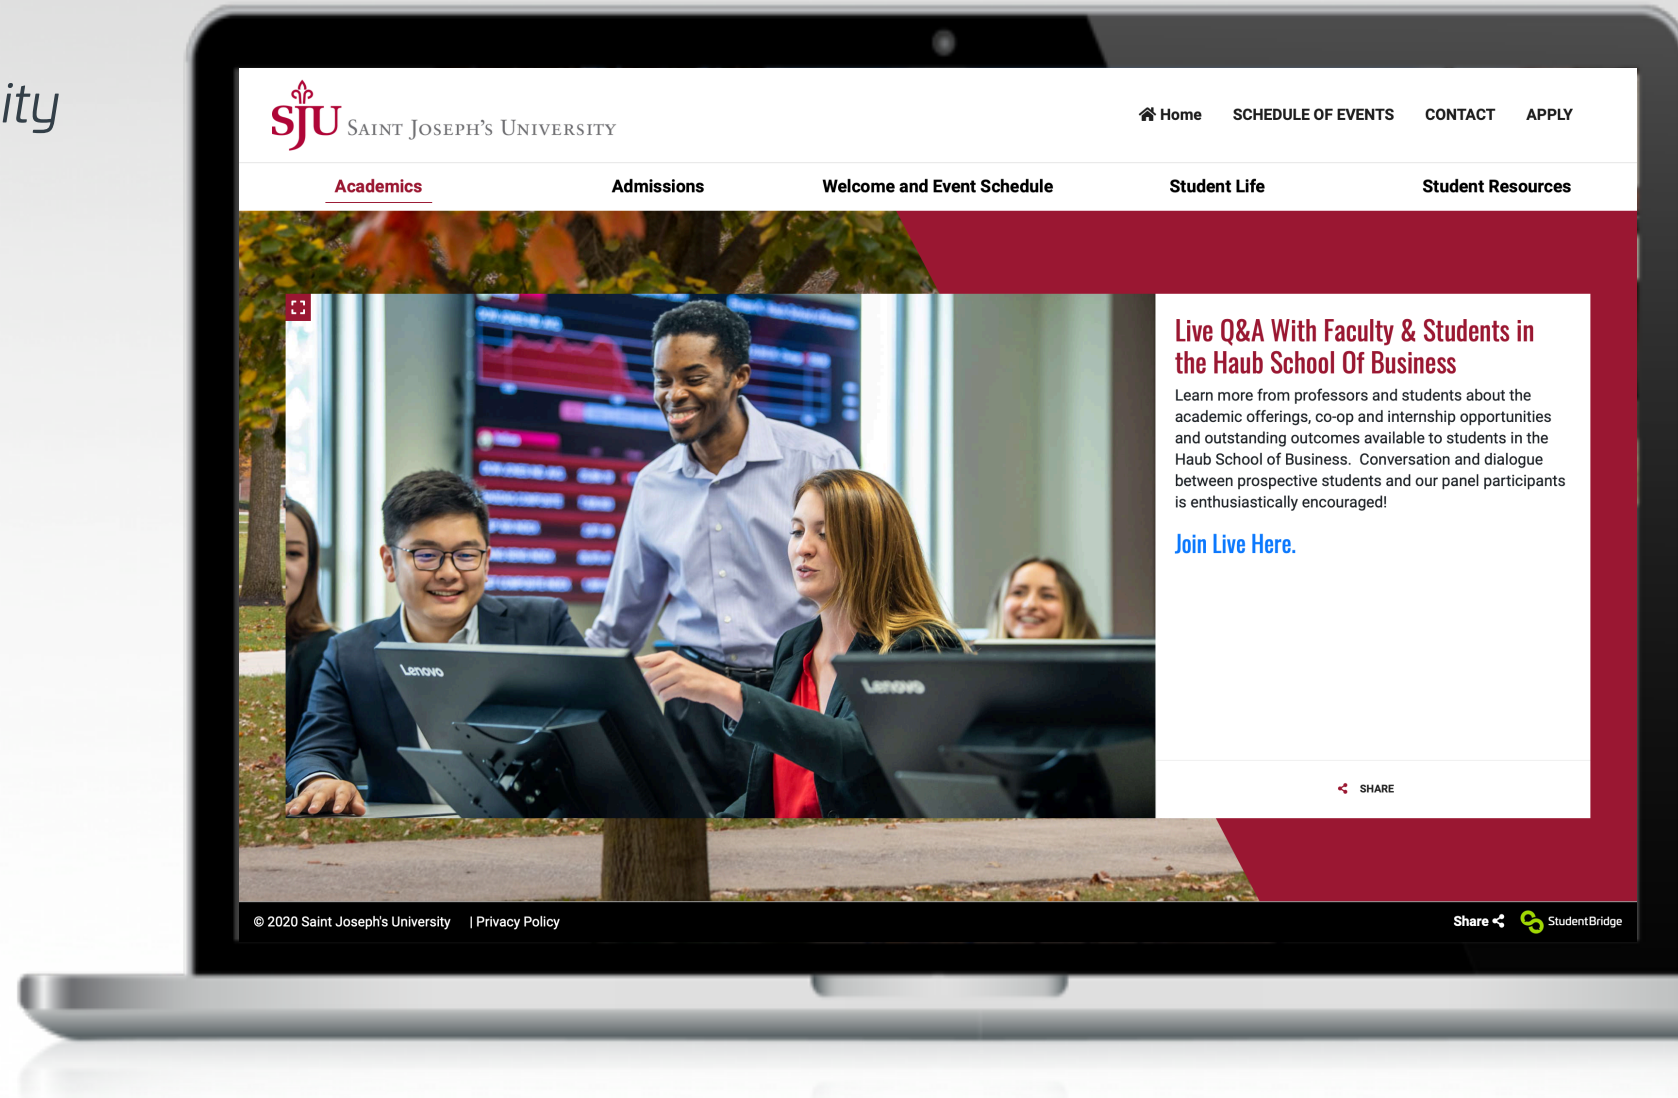 ity
SJU SAINT JOSEPH'S UNIVERSITY
Home SCHEDULE OF EVENTS CONTACT APPLY
Academics Admissions Welcome and Event Schedule Student Life Student Resources
Live Q&A With Faculty & Students in
the Haub School Of Business
Learn more from professors and students about the
academic offerings, co-op and internship opportunities
and outstanding outcomes available to students in the
Haub School of Business. Conversation and dialogue
between prospective students and our panel participants
is enthusiastically encouraged!
Join Live Here.
Lenovo
Lenovo
SHARE
© 2020 Saint Joseph's University | Privacy Policy
Share StudentBridge